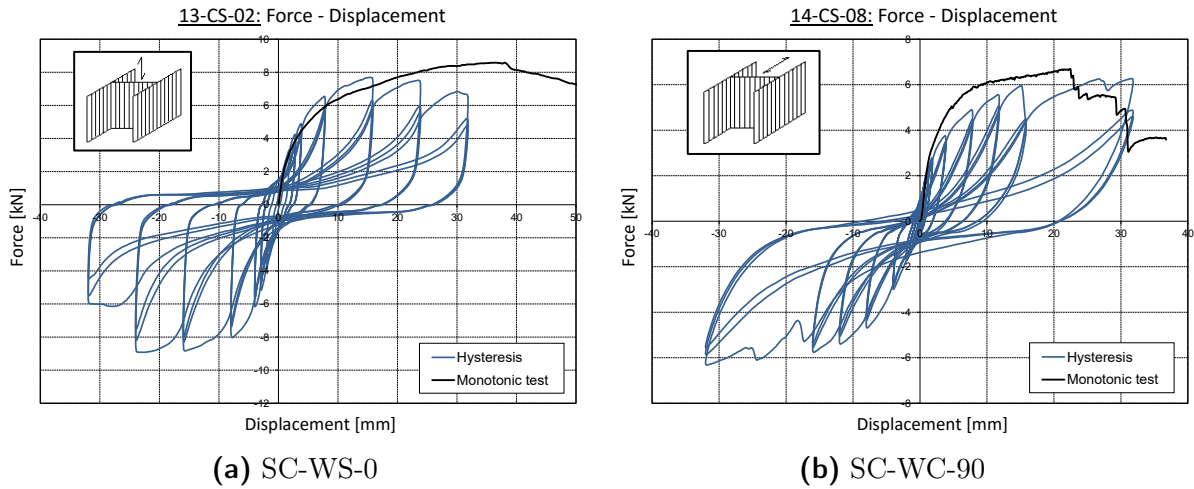 13-CS-02: Force - Displacement
10
8
6
4
2
0
-2
-4
-6
-8
-10
-12
-40 -30 -20 -10 0 10 20 30 40 50
Force [kN]
Displacement [mm]
Hysteresis
Monotonic test
(a) SC-WS-0
14-CS-08: Force - Displacement
8
6
4
2
0
-2
-4
-6
-8
-40 -30 -20 -10 0 10 20 30 40
Force [kN]
Displacement [mm]
Hysteresis
Monotonic test
(b) SC-WC-90